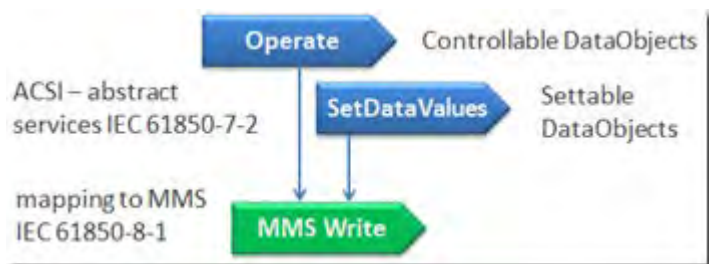 Operate
Controllable DataObjects
ACSI – abstract
services IEC 61850-7-2
SetDataValues
Settable
DataObjects
mapping to MMS
IEC 61850-8-1
MMS Write